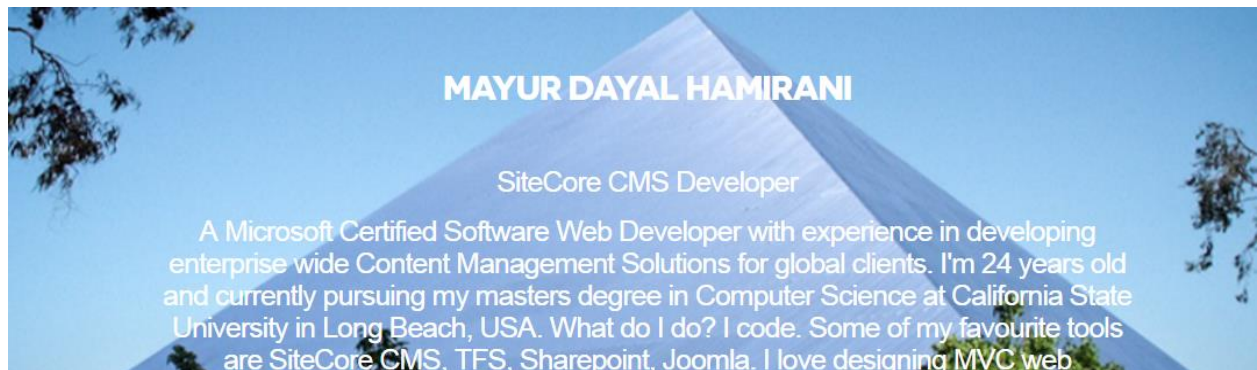 MAYUR DAYAL HAMIRANI
SiteCore CMS Developer
A Microsoft Certified Software Web Developer with experience in developing
enterprise wide Content Management Solutions for global clients. I'm 24 years old
and currently pursuing my masters degree in Computer Science at California State
University in Long Beach, USA. What do I do? I code. Some of my favourite tools
are SiteCore CMS, TFS, Sharepoint, Joomla. I love designing MVC web